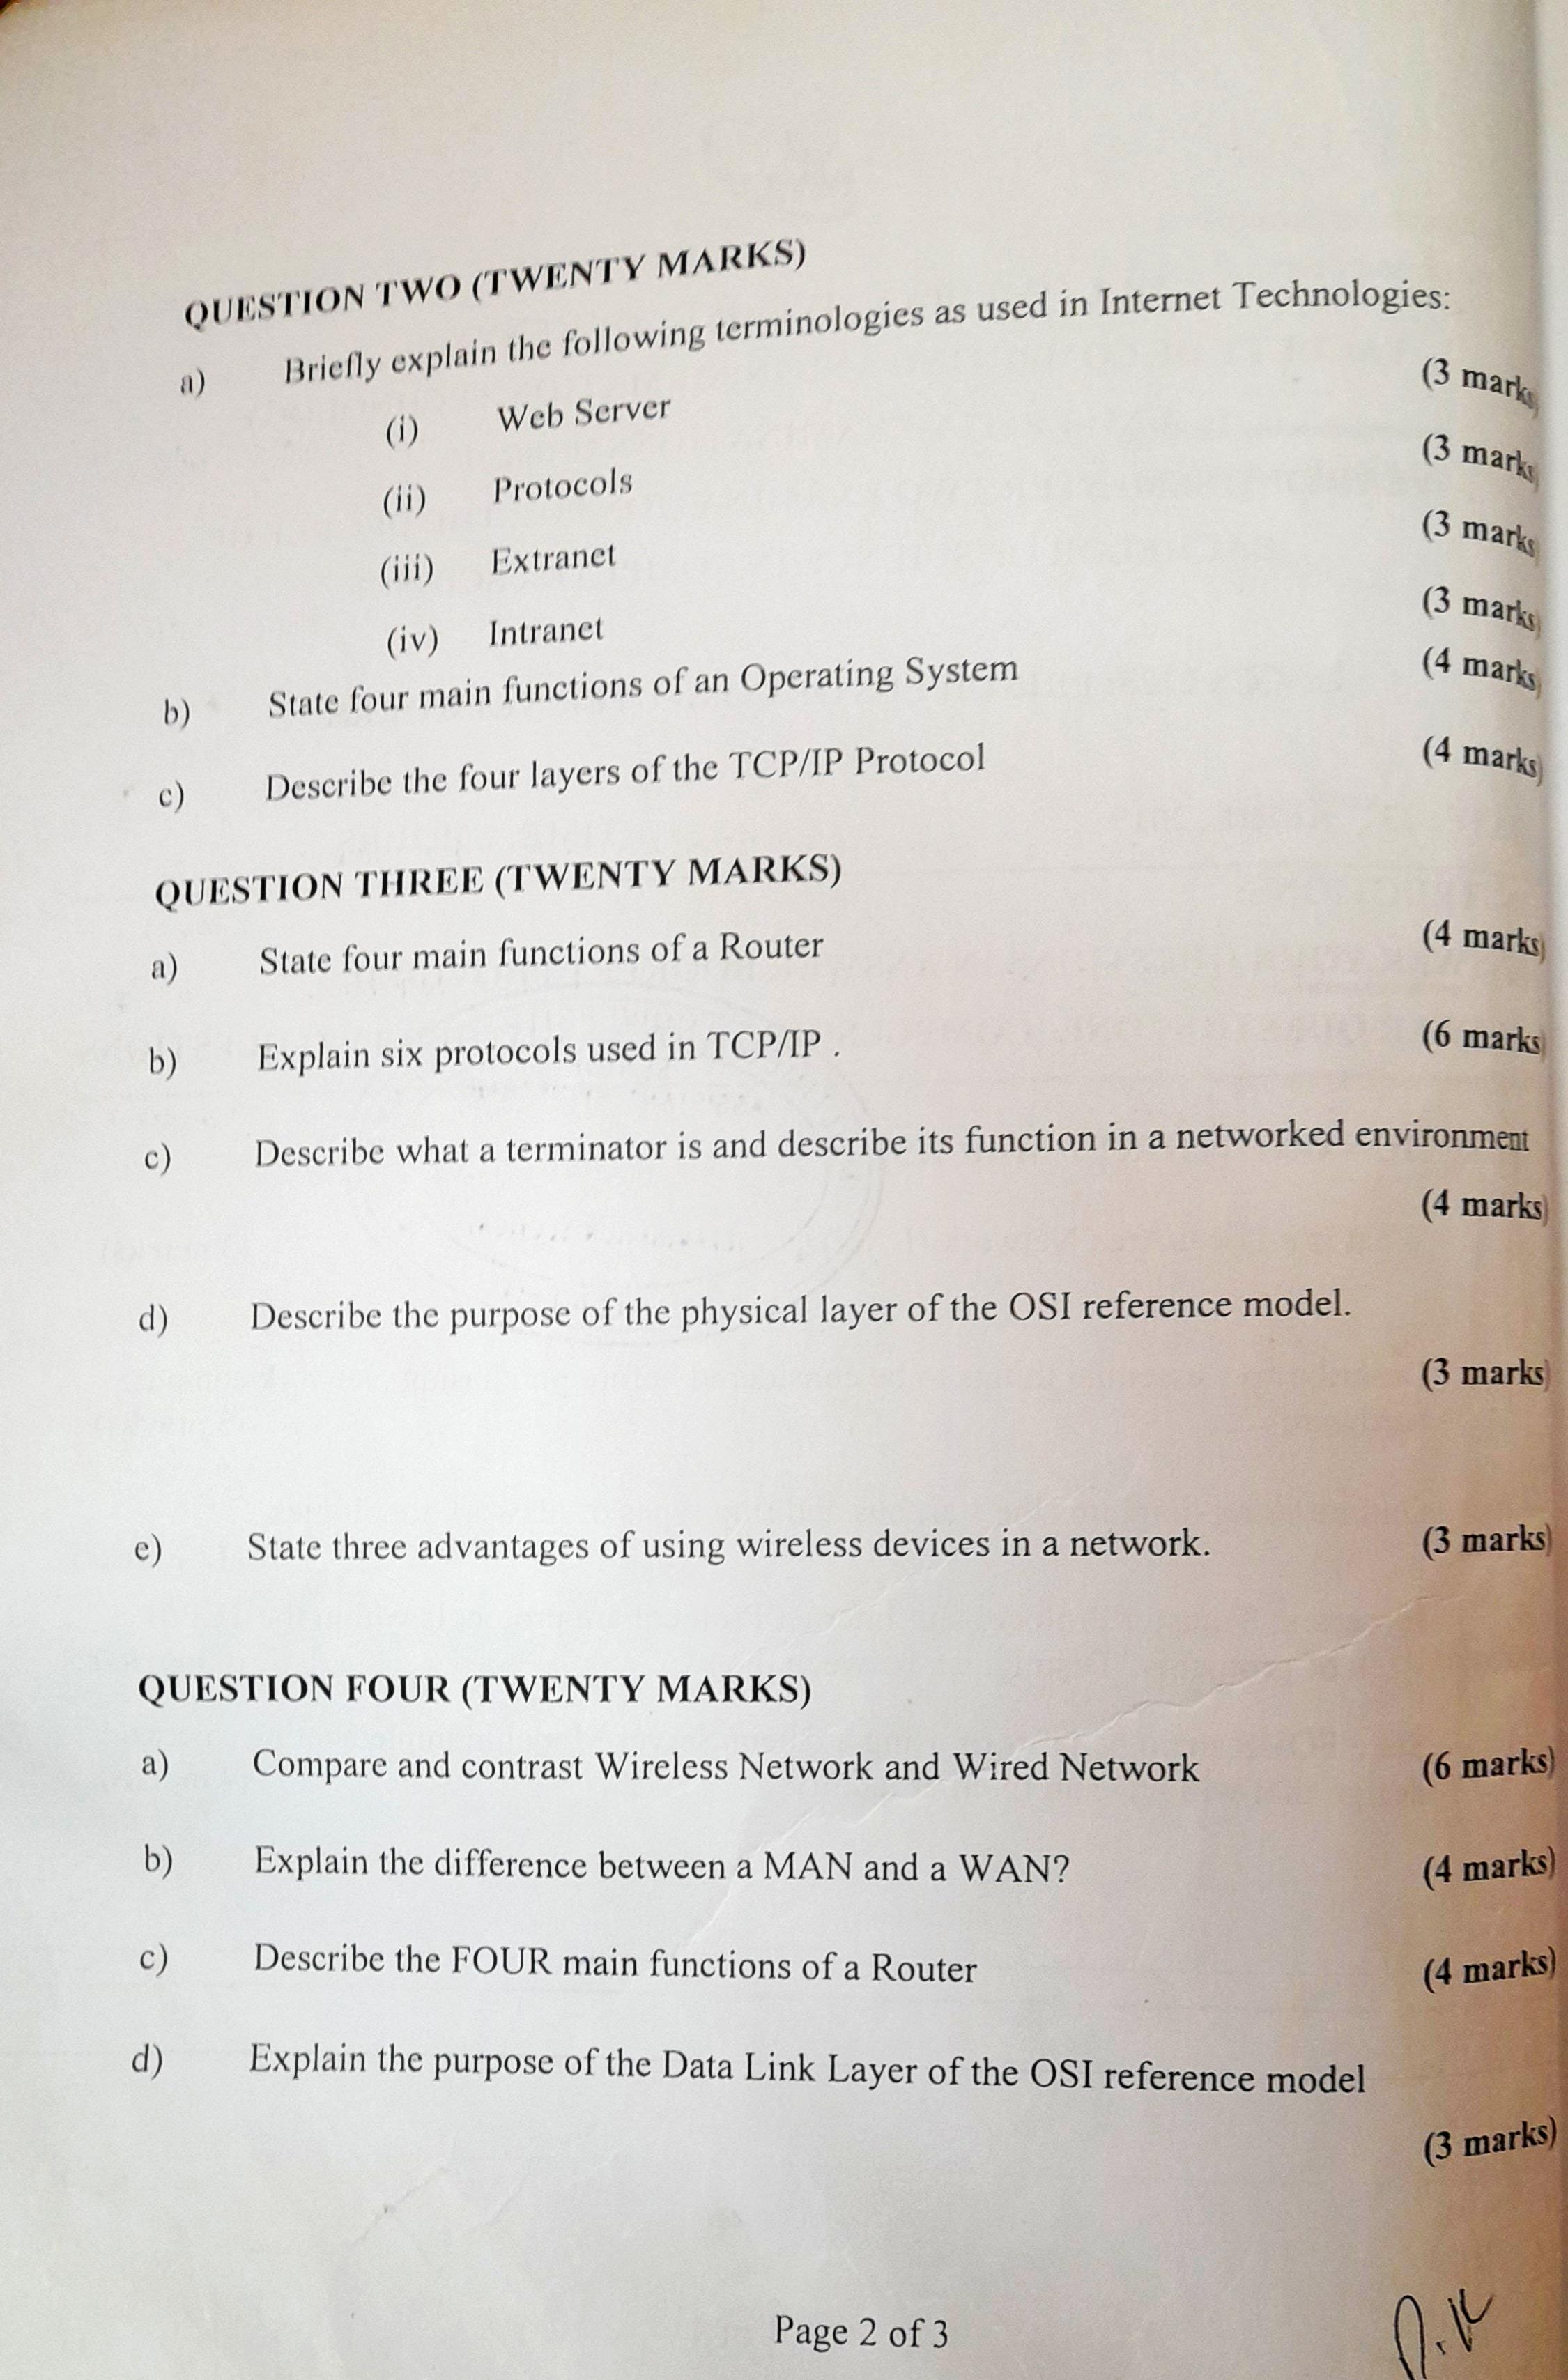 QUESTION TWO (TWENTY MARKS)
a) Briefly explain the following terminologies as used in Internet Technologies:
(i) Web Server (3 marks)
(ii) Protocols (3 marks)
(iii) Extranet (3 marks)
(iv) Intranet (3 marks)
b) State four main functions of an Operating System (4 marks)
c) Describe the four layers of the TCP/IP Protocol (4 marks)
QUESTION THREE (TWENTY MARKS)
a) State four main functions of a Router (4 marks)
b) Explain six protocols used in TCP/IP . (6 marks)
c) Describe what a terminator is and describe its function in a networked environment
(4 marks)
d) Describe the purpose of the physical layer of the OSI reference model.
(3 marks)
e) State three advantages of using wireless devices in a network. (3 marks)
QUESTION FOUR (TWENTY MARKS)
a) Compare and contrast Wireless Network and Wired Network (6 marks)
b) Explain the difference between a MAN and a WAN? (4 marks)
c) Describe the FOUR main functions of a Router (4 marks)
d) Explain the purpose of the Data Link Layer of the OSI reference model
(3 marks)
Page 2 of 3